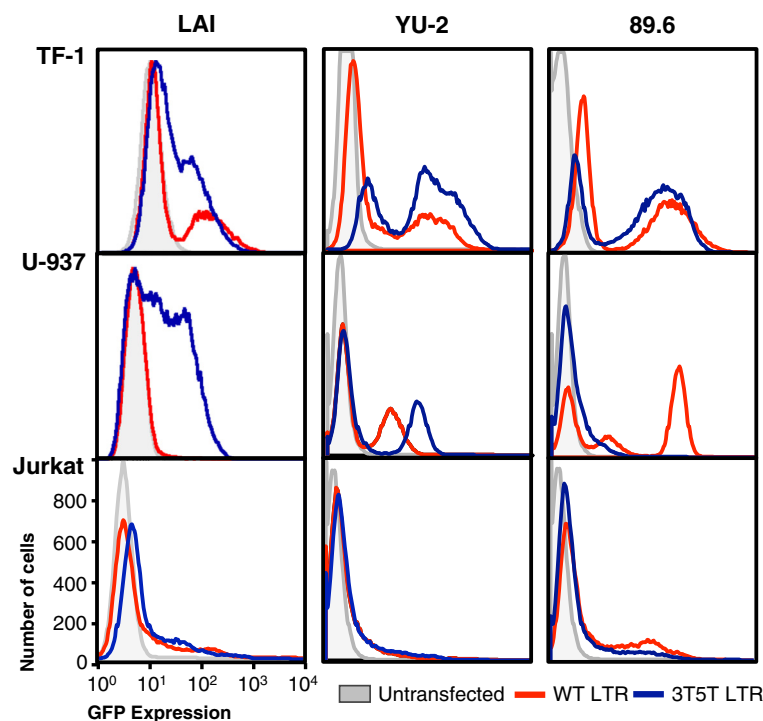 LAI YU-2 89.6
TF-1
U-937
Jurkat
800
600
400
200
0
Number of cells
10⁰ 10¹ 10² 10³ 10⁴
GFP Expression
Untransfected WT LTR 3T5T LTR